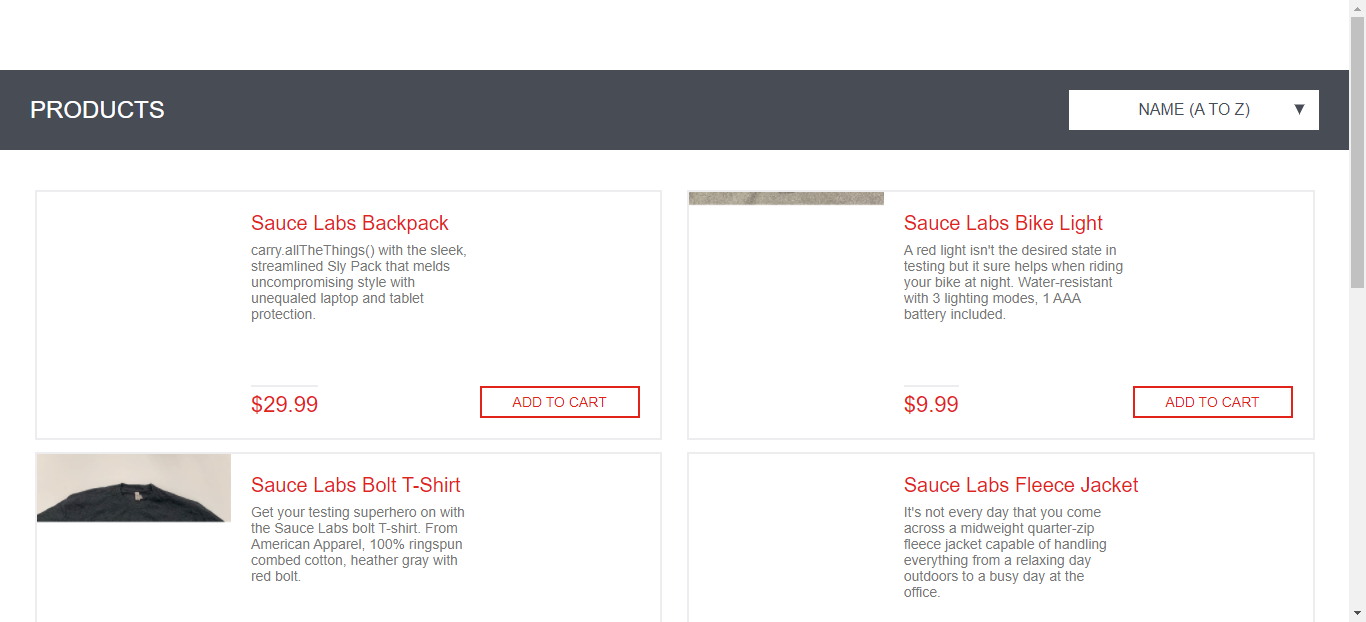 PRODUCTS
NAME (A TO Z) ▼
Sauce Labs Backpack
carry.allTheThings() with the sleek,
streamlined Sly Pack that melds
uncompromising style with
unequaled laptop and tablet
protection.
$29.99
ADD TO CART
Sauce Labs Bike Light
A red light isn't the desired state in
testing but it sure helps when riding
your bike at night. Water-resistant
with 3 lighting modes, 1 AAA
battery included.
$9.99
ADD TO CART
Sauce Labs Bolt T-Shirt
Get your testing superhero on with
the Sauce Labs bolt T-shirt. From
American Apparel, 100% ringspun
combed cotton, heather gray with
red bolt.
Sauce Labs Fleece Jacket
It's not every day that you come
across a midweight quarter-zip
fleece jacket capable of handling
everything from a relaxing day
outdoors to a busy day at the
office.